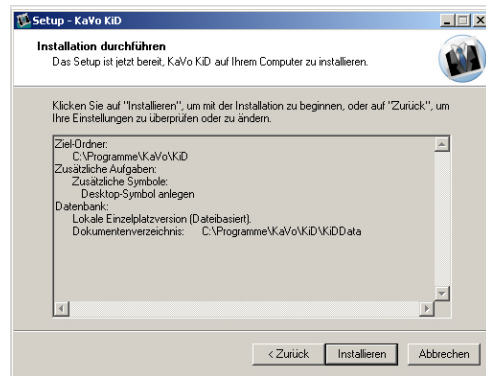 Setup - KaVo KiD
Installation durchführen
Das Setup ist jetzt bereit, KaVo KiD auf Ihrem Computer zu installieren.
Klicken Sie auf "Installieren", um mit der Installation zu beginnen, oder auf "Zurück", um
Ihre Einstellungen zu überprüfen oder zu ändern.
Ziel-Ordner:
C:\Programme\KaVo\KiD
Zusätzliche Aufgaben:
Zusätzliche Symbole:
Desktop-Symbol anlegen
Datenbank:
Lokale Einzelplatzversion (Dateibasiert).
Dokumentenverzeichnis: C:\Programme\KaVo\KiD\KiDData
< Zurück Installieren Abbrechen